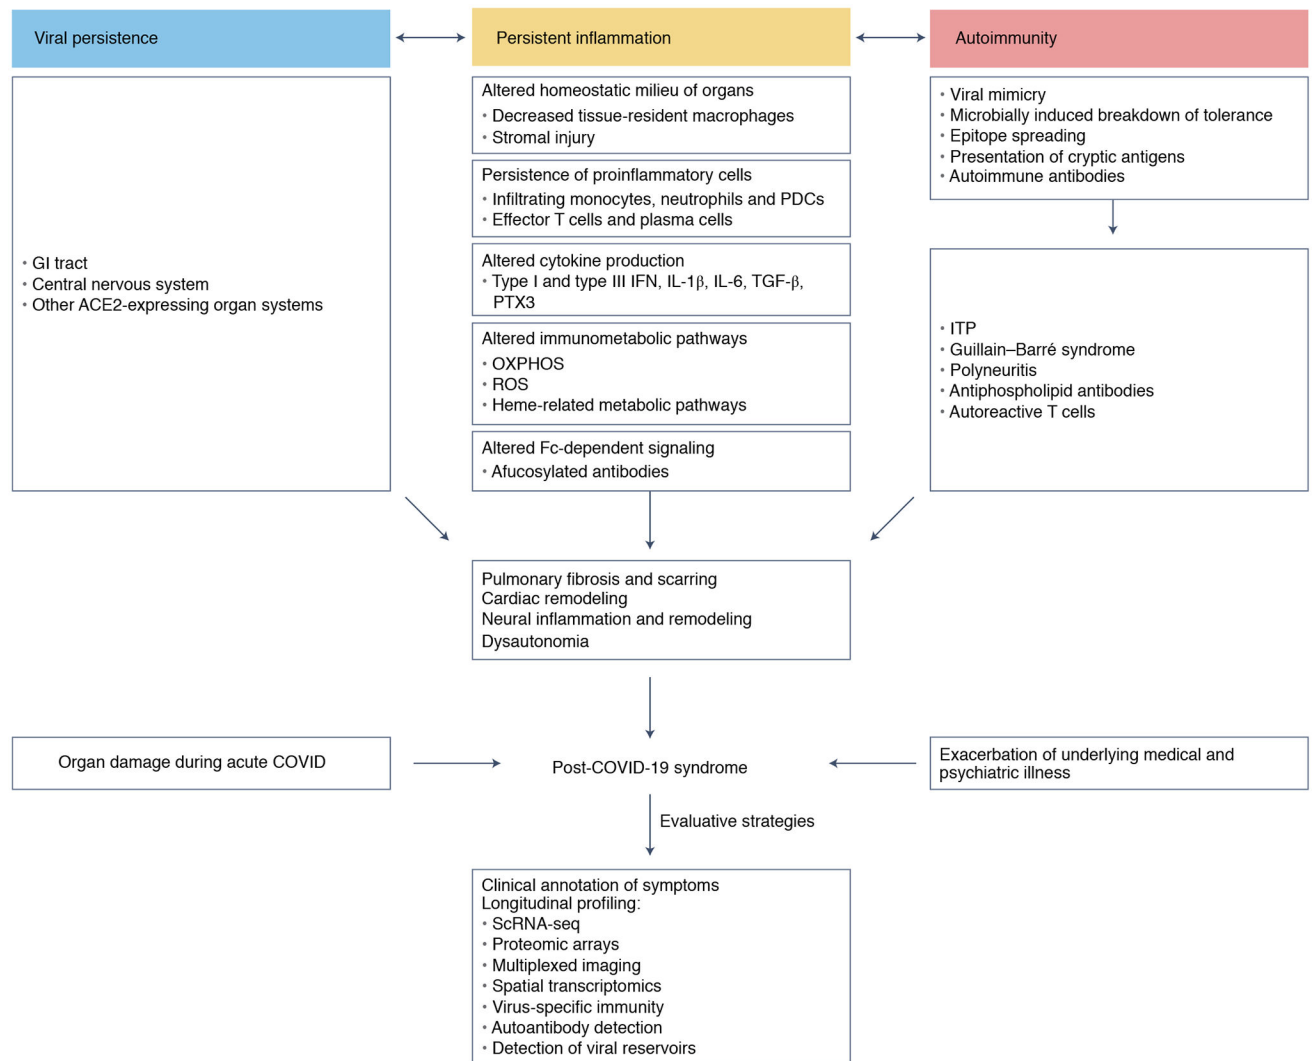 Viral persistence
Persistent inflammation
Autoimmunity
• GI tract
• Central nervous system
• Other ACE2-expressing organ systems
Altered homeostatic milieu of organs
• Decreased tissue-resident macrophages
• Stromal injury
Persistence of proinflammatory cells
• Infiltrating monocytes, neutrophils and PDCs
• Effector T cells and plasma cells
Altered cytokine production
• Type I and type III IFN, IL-1β, IL-6, TGF-β,
PTX3
Altered immunometabolic pathways
• OXPHOS
• ROS
• Heme-related metabolic pathways
Altered Fc-dependent signaling
• Afucosylated antibodies
• Viral mimicry
• Microbially induced breakdown of tolerance
• Epitope spreading
• Presentation of cryptic antigens
• Autoimmune antibodies
• ITP
• Guillain–Barré syndrome
• Polyneuritis
• Antiphospholipid antibodies
• Autoreactive T cells
Pulmonary fibrosis and scarring
Cardiac remodeling
Neural inflammation and remodeling
Dysautonomia
Organ damage during acute COVID
Post-COVID-19 syndrome
Exacerbation of underlying medical and
psychiatric illness
Evaluative strategies
Clinical annotation of symptoms
Longitudinal profiling:
• ScRNA-seq
• Proteomic arrays
• Multiplexed imaging
• Spatial transcriptomics
• Virus-specific immunity
• Autoantibody detection
• Detection of viral reservoirs